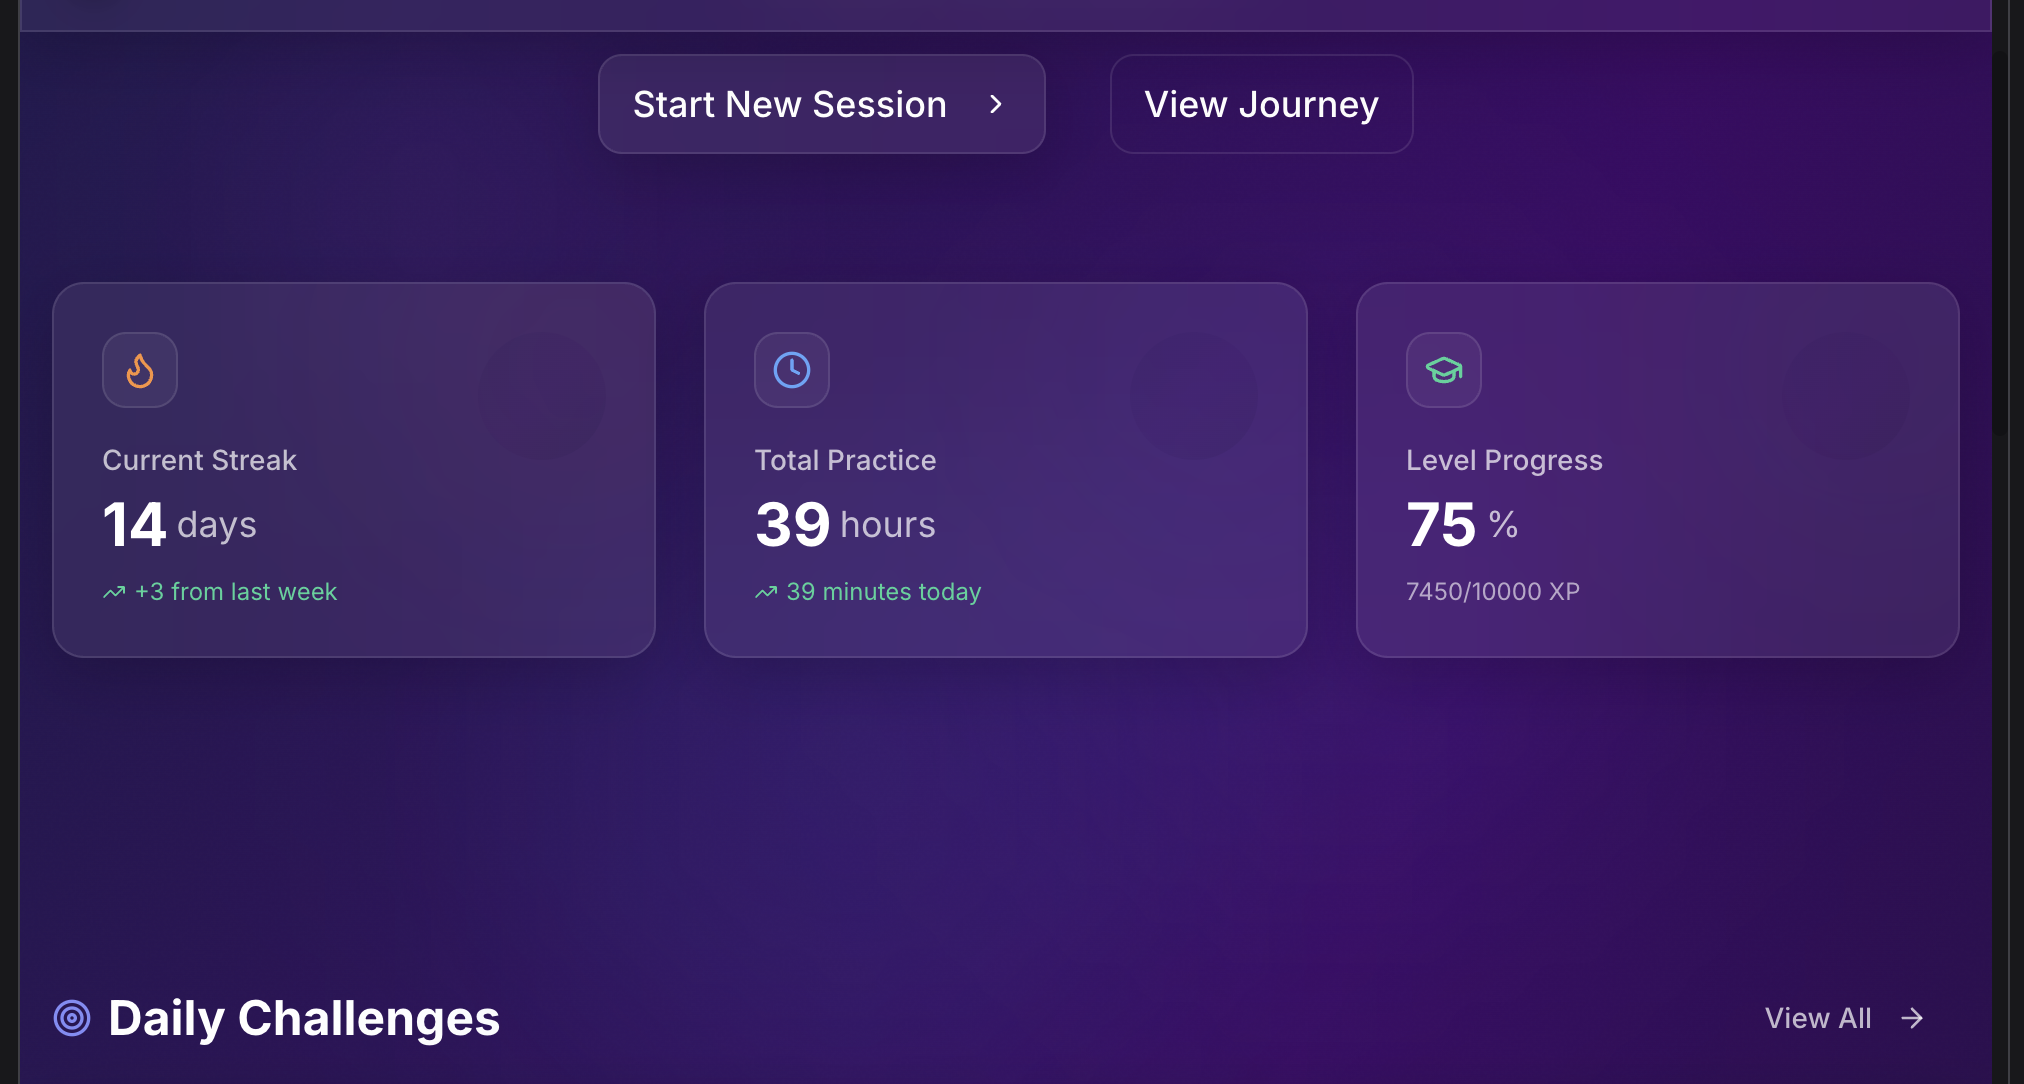 Start New Session
View Journey
Current Streak
14 days
+3 from last week
Total Practice
39 hours
39 minutes today
Level Progress
75 %
7450/10000 XP
Daily Challenges
View All